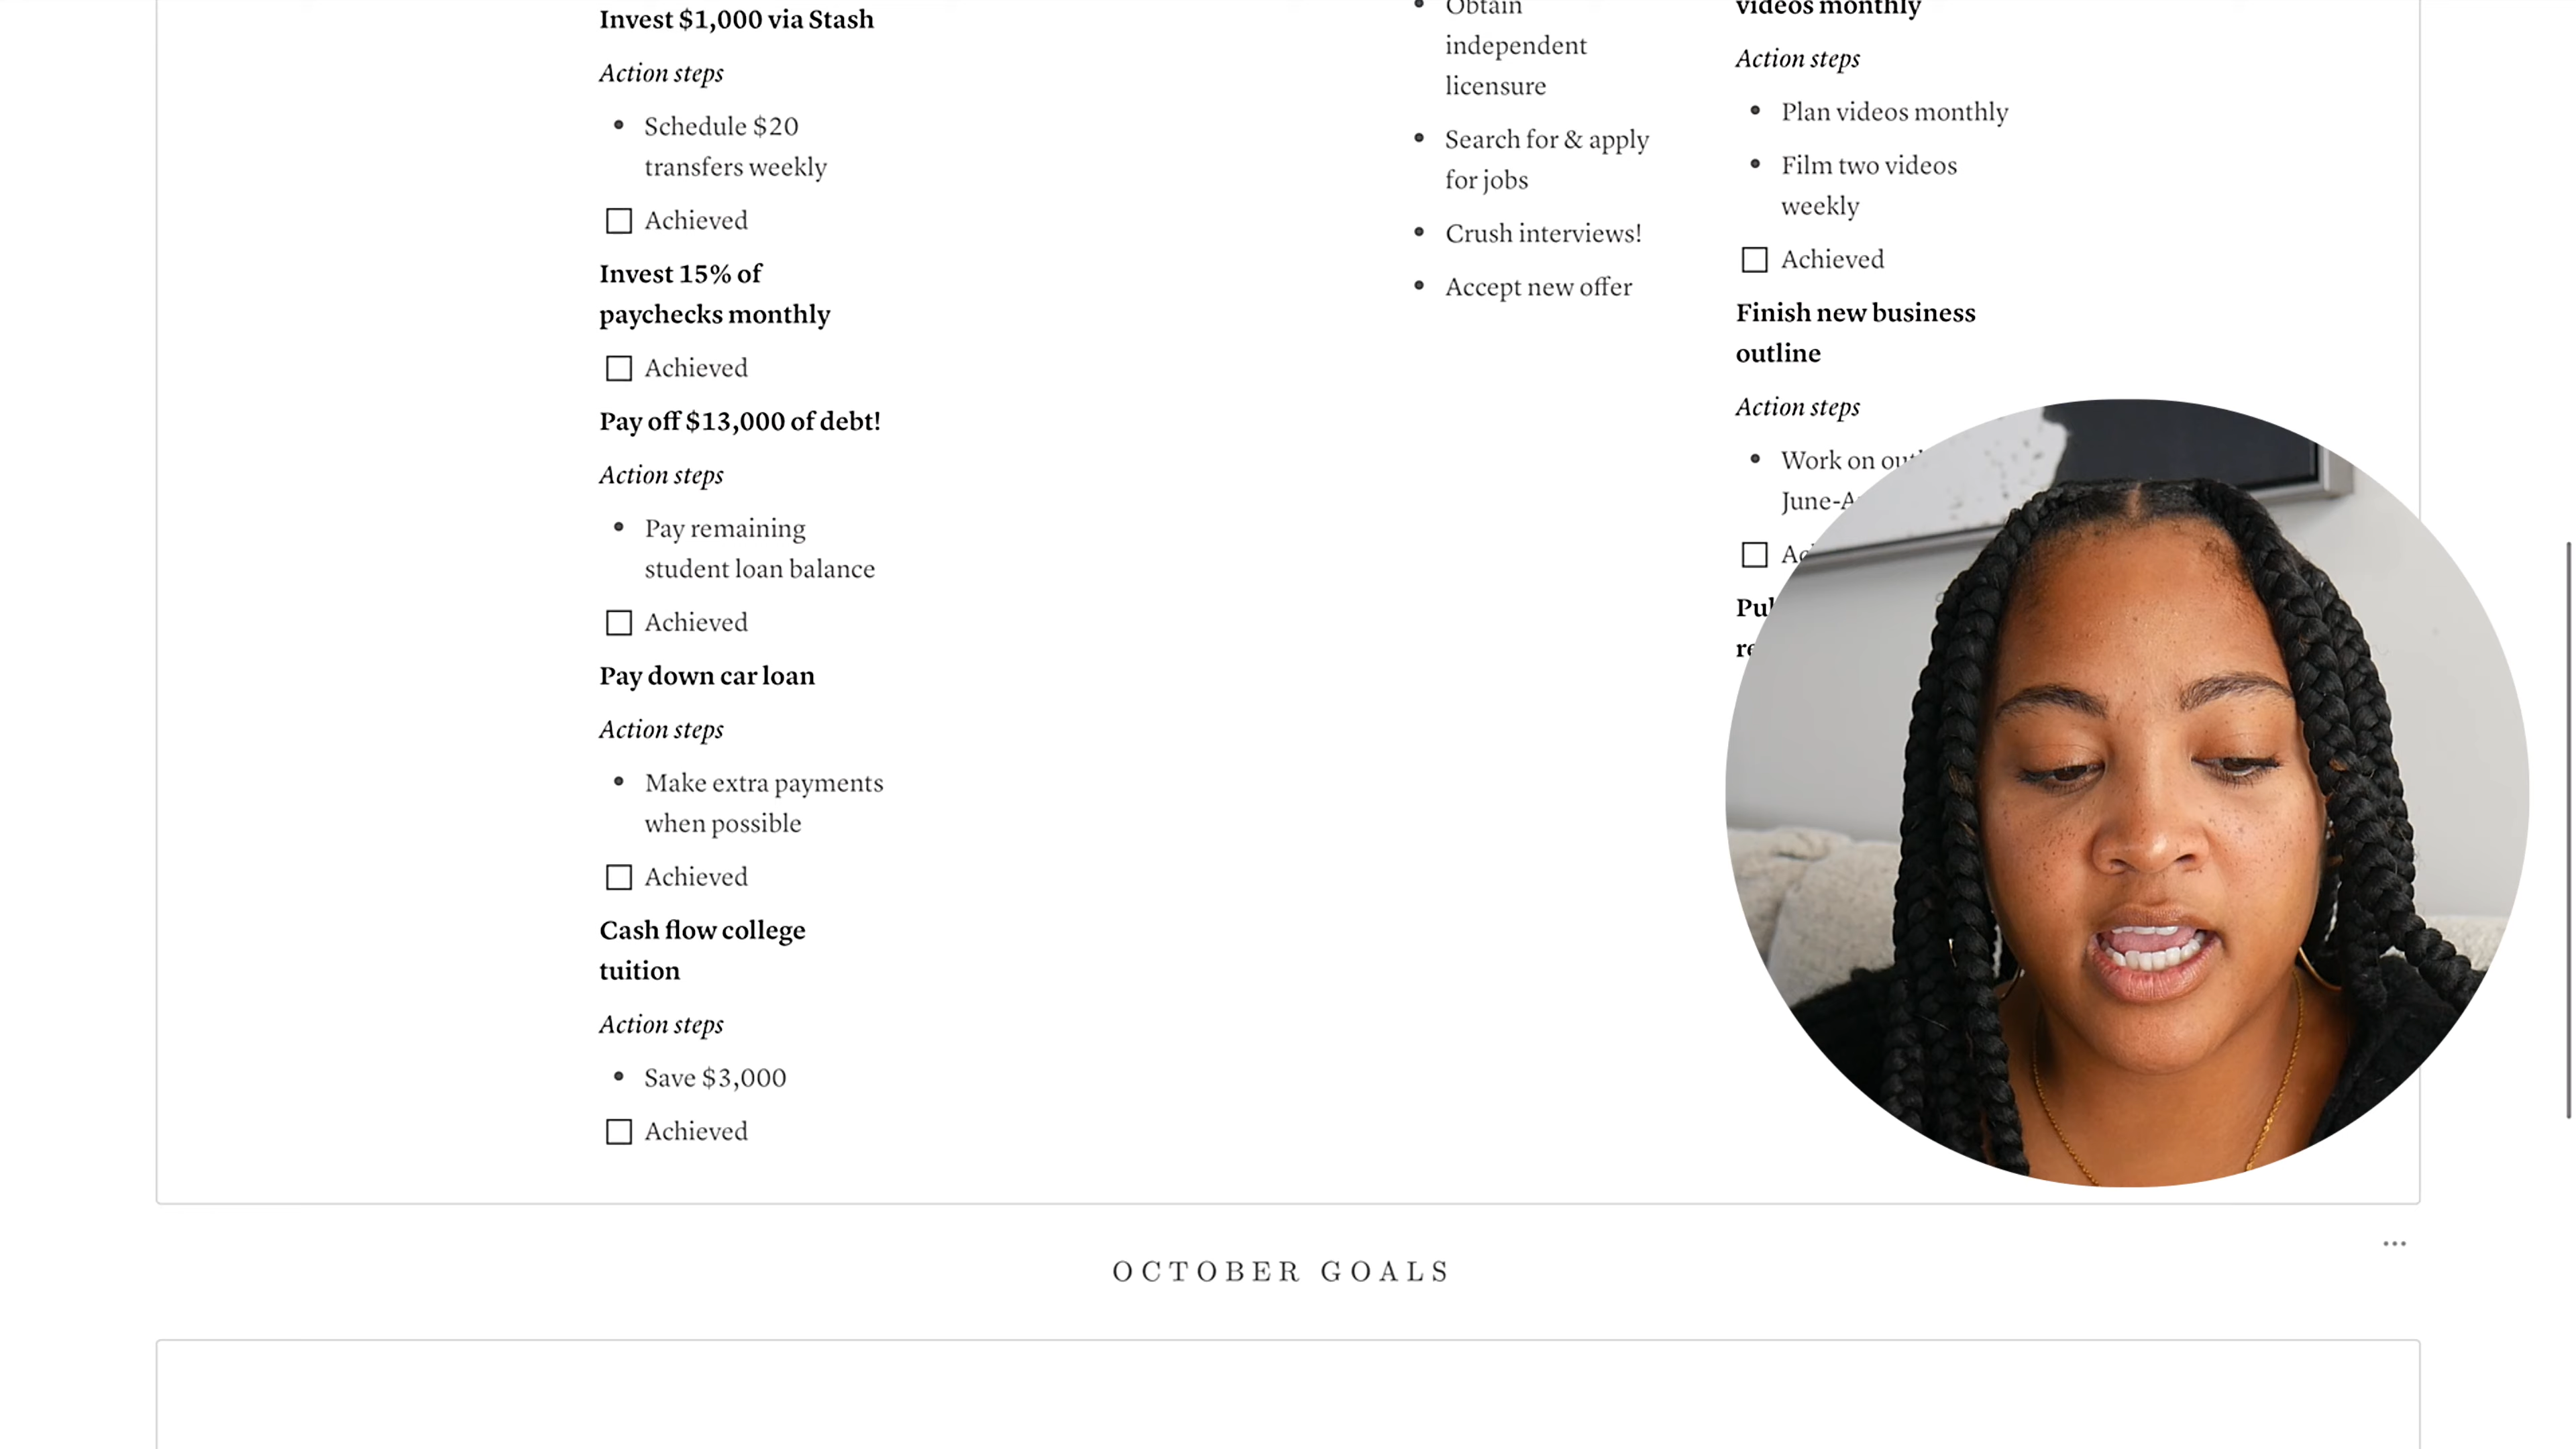 Invest $1,000 via Stash
Action steps
• Schedule $20
transfers weekly
Achieved
Invest 15% of
paychecks monthly
Achieved
Pay off $13,000 of debt!
Action steps
• Pay remaining
student loan balance
Achieved
Pay down car loan
Action steps
• Make extra payments
when possible
Achieved
Cash flow college
tuition
Action steps
• Save $3,000
Achieved
• Obtain
independent
licensure
• Search for & apply
for jobs
• Crush interviews!
• Accept new offer
videos monthly
Action steps
• Plan videos monthly
• Film two videos
weekly
Achieved
Finish new business
outline
Action steps
• Work on
OCTOBER GOALS